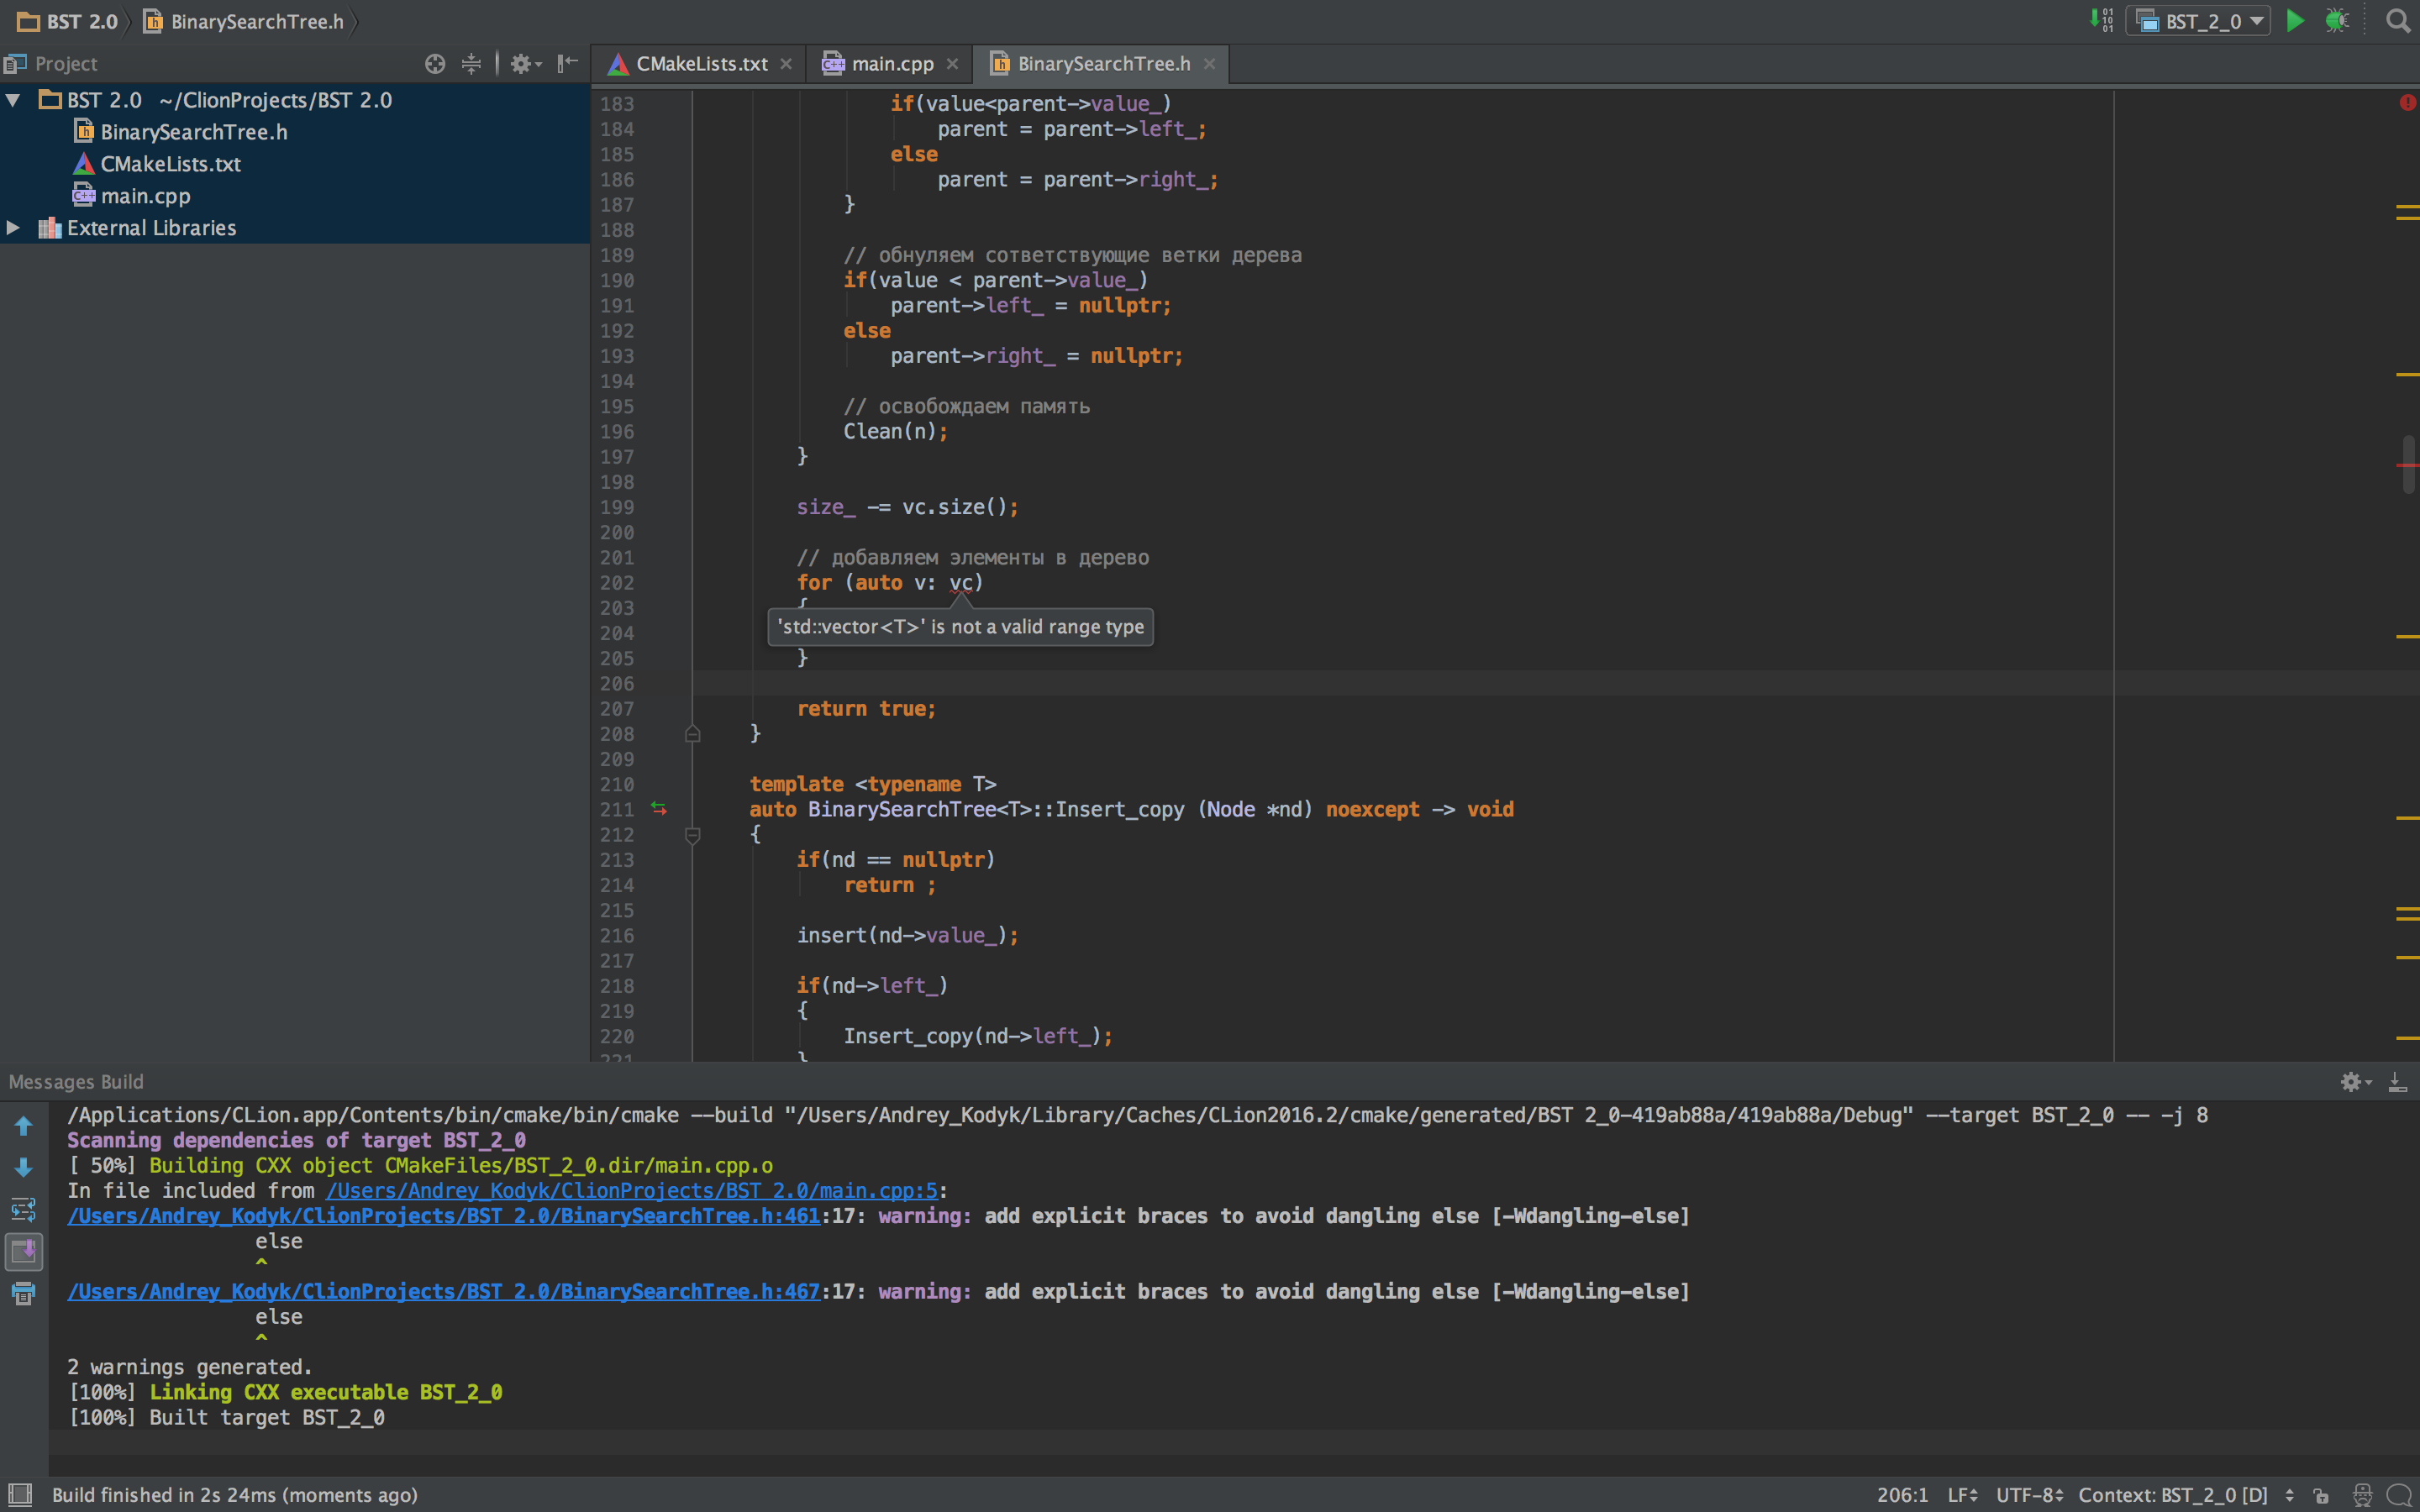 BST 2.0 BinarySearchTree.h BST_2_0
Project CMakeLists.txt main.cpp BinarySearchTree.h
BST 2.0 ~/ClionProjects/BST 2.0
BinarySearchTree.h
CMakeLists.txt
main.cpp
External Libraries
183 if(value<parent->value_)
184 parent = parent->left_;
185 else
186 parent = parent->right_;
187 }
188
189 // обнуляем сответствующие ветки дерева
190 if(value < parent->value_)
191 parent->left_ = nullptr;
192 else
193 parent->right_ = nullptr;
194
195 // освобождаем память
196 Clean(n);
197 }
198
199 size_ -= vc.size();
200
201 // добавляем элементы в дерево
202 for (auto v: vc)
203 {
'std::vector<T>' is not a valid range type
204
205 }
206
207 return true;
208 }
209
210 template <typename T>
211 auto BinarySearchTree<T>::Insert_copy (Node *nd) noexcept -> void
212 {
213 if(nd == nullptr)
214 return ;
215
216 insert(nd->value_);
217
218 if(nd->left_)
219 {
220 Insert_copy(nd->left_);
221 }
Messages Build
/Applications/CLion.app/Contents/bin/cmake/bin/cmake --build "/Users/Andrey_Kodyk/Library/Caches/CLion2016.2/cmake/generated/BST 2_0-419ab88a/419ab88a/Debug" --target BST_2_0 -- -j 8
Scanning dependencies of target BST_2_0
[ 50%] Building CXX object CMakeFiles/BST_2_0.dir/main.cpp.o
In file included from /Users/Andrey_Kodyk/ClionProjects/BST 2.0/main.cpp:5:
/Users/Andrey_Kodyk/ClionProjects/BST 2.0/BinarySearchTree.h:461:17: warning: add explicit braces to avoid dangling else [-Wdangling-else]
else
^
/Users/Andrey_Kodyk/ClionProjects/BST 2.0/BinarySearchTree.h:467:17: warning: add explicit braces to avoid dangling else [-Wdangling-else]
else
^
2 warnings generated.
[100%] Linking CXX executable BST_2_0
[100%] Built target BST_2_0
Build finished in 2s 24ms (moments ago) 206:1 LF UTF-8 Context: BST_2_0 [D]